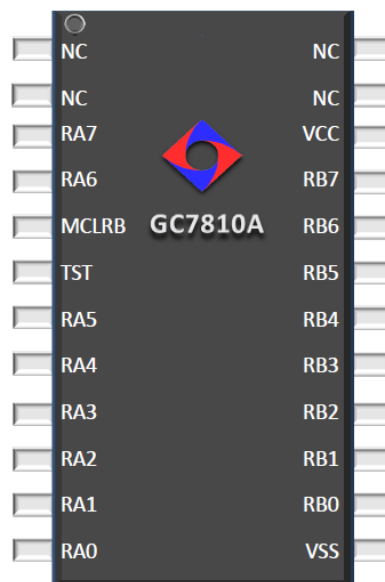 NC NC
NC NC
RA7 VCC
RA6 RB7
MCLRB GC7810A RB6
TST RB5
RA5 RB4
RA4 RB3
RA3 RB2
RA2 RB1
RA1 RB0
RA0 VSS